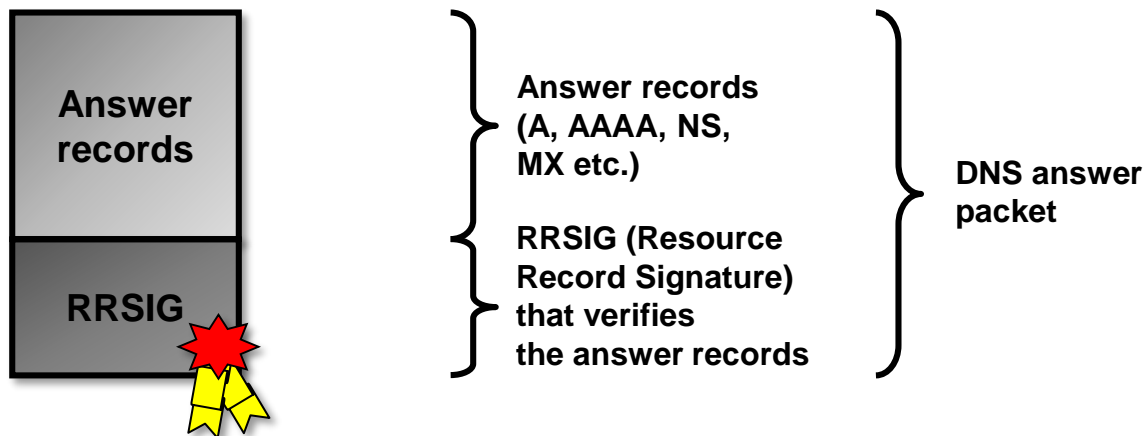 Answer
records
RRSIG
Answer records
(A, AAAA, NS,
MX etc.)
RRSIG (Resource
Record Signature)
that verifies
the answer records
DNS answer
packet